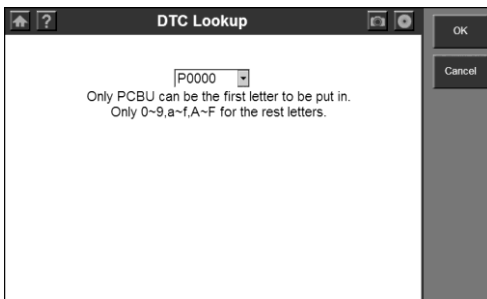 ? DTC Lookup
OK
P0000
Cancel
Only PCBU can be the first letter to be put in.
Only 0~9,a~f,A~F for the rest letters.